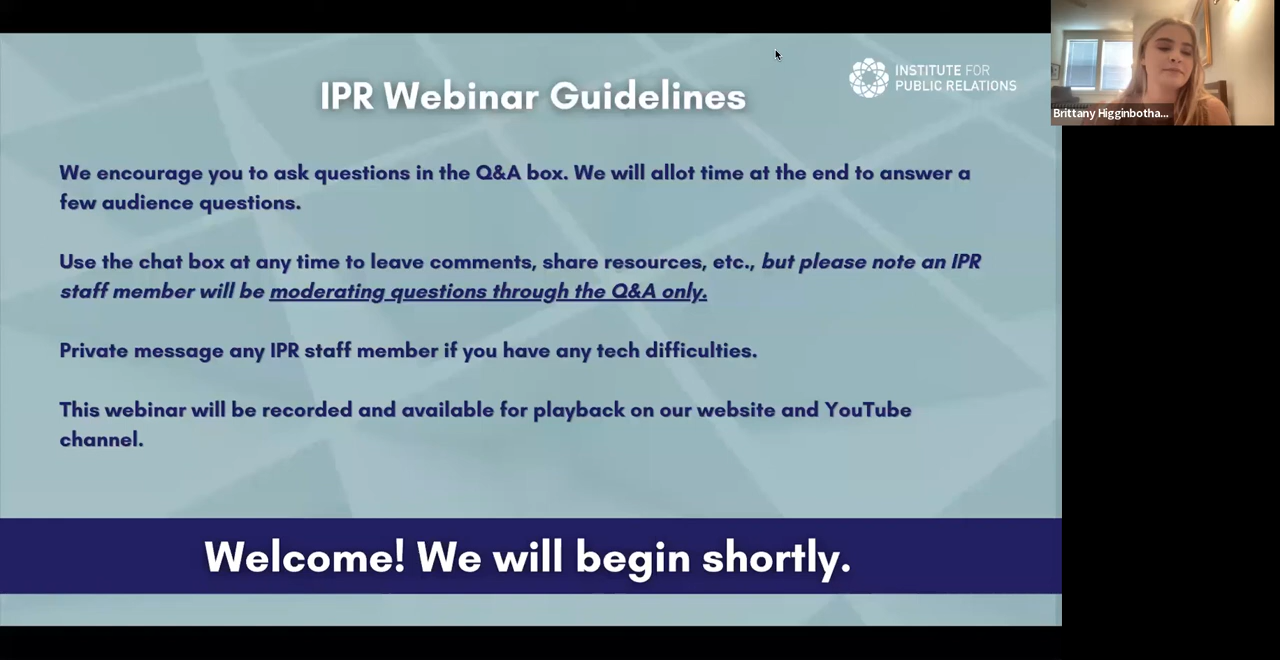 IPR Webinar Guidelines
INSTITUTE FOR
PUBLIC RELATIONS
Brittany Higginbotha...
We encourage you to ask questions in the Q&A box. We will allot time at the end to answer a
few audience questions.
Use the chat box at any time to leave comments, share resources, etc., but please note an IPR
staff member will be moderating questions through the Q&A only.
Private message any IPR staff member if you have any tech difficulties.
This webinar will be recorded and available for playback on our website and YouTube
channel.
Welcome! We will begin shortly.